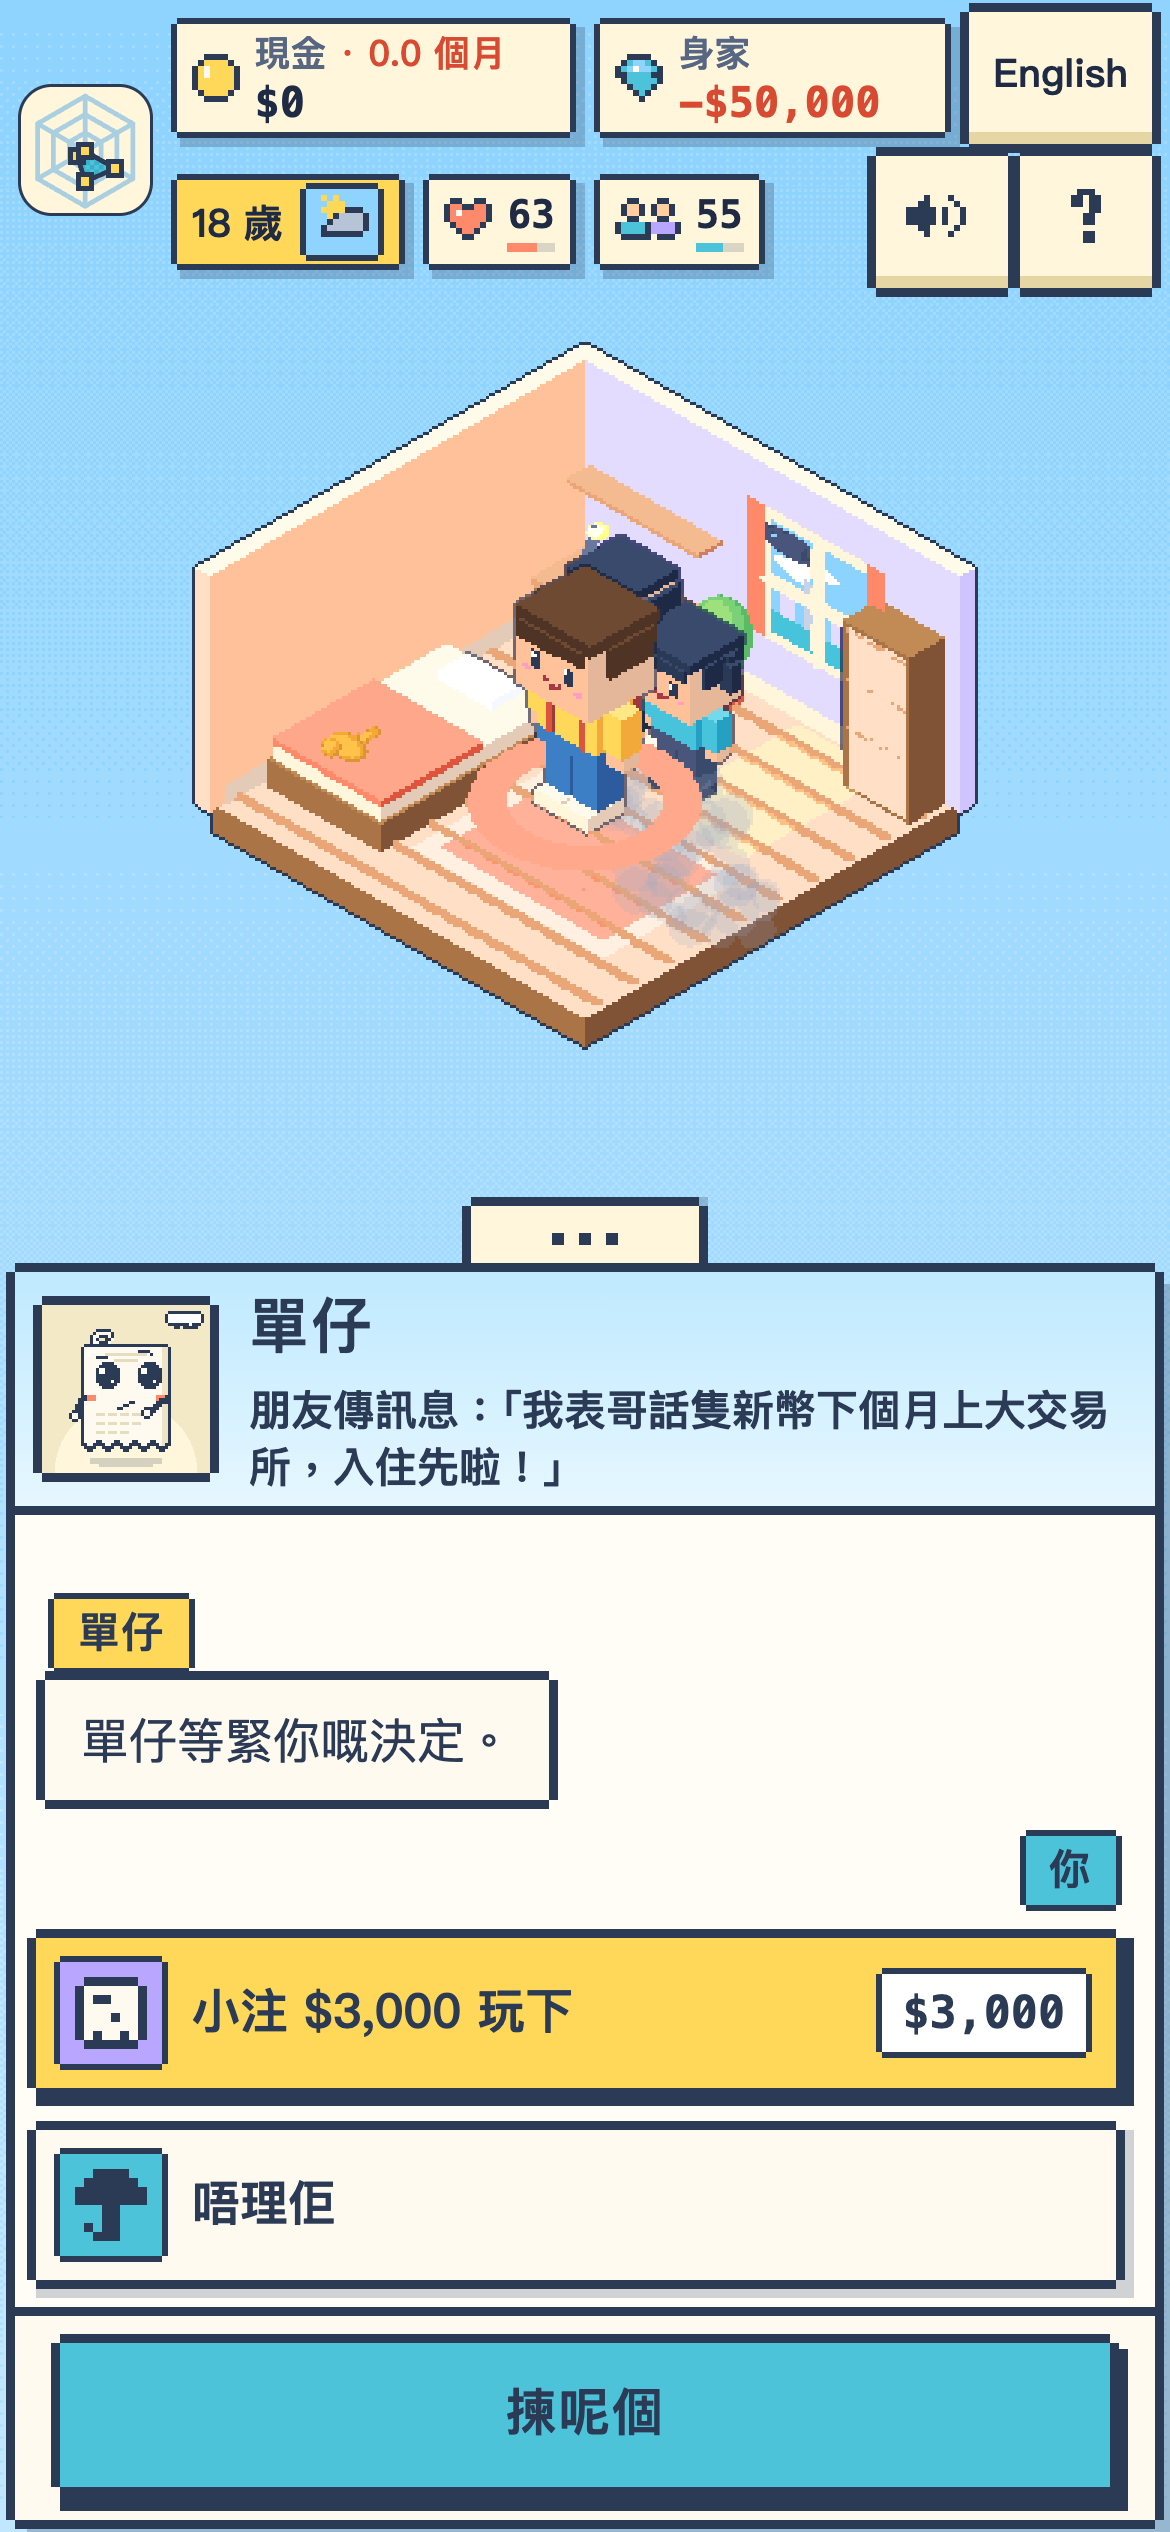 現金 · 0.0 個月
$0
身家
-$50,000
English
18 歲
63
55
?
單仔
朋友傳訊息：「我表哥話隻新幣下個月上大交易
所，入住先啦！」
單仔
單仔等緊你嘅決定。
你
小注 $3,000 玩下
$3,000
唔理佢
揀呢個